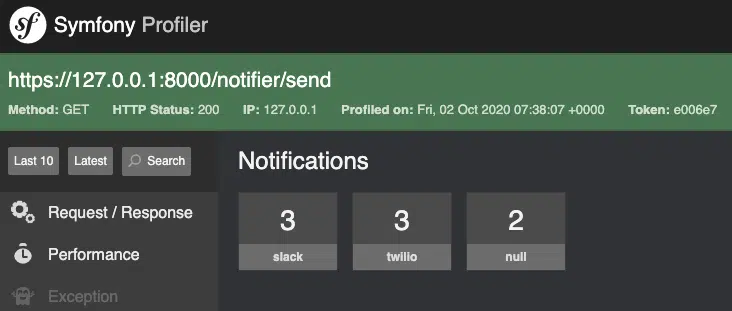 sf Symfony Profiler
https://127.0.0.1:8000/notifier/send
Method: GET HTTP Status: 200 IP: 127.0.0.1 Profiled on: Fri, 02 Oct 2020 07:38:07 +0000 Token: e006e7
Last 10 Latest Search
Notifications
3 3 2
slack twilio null
Request / Response
Performance
Exception